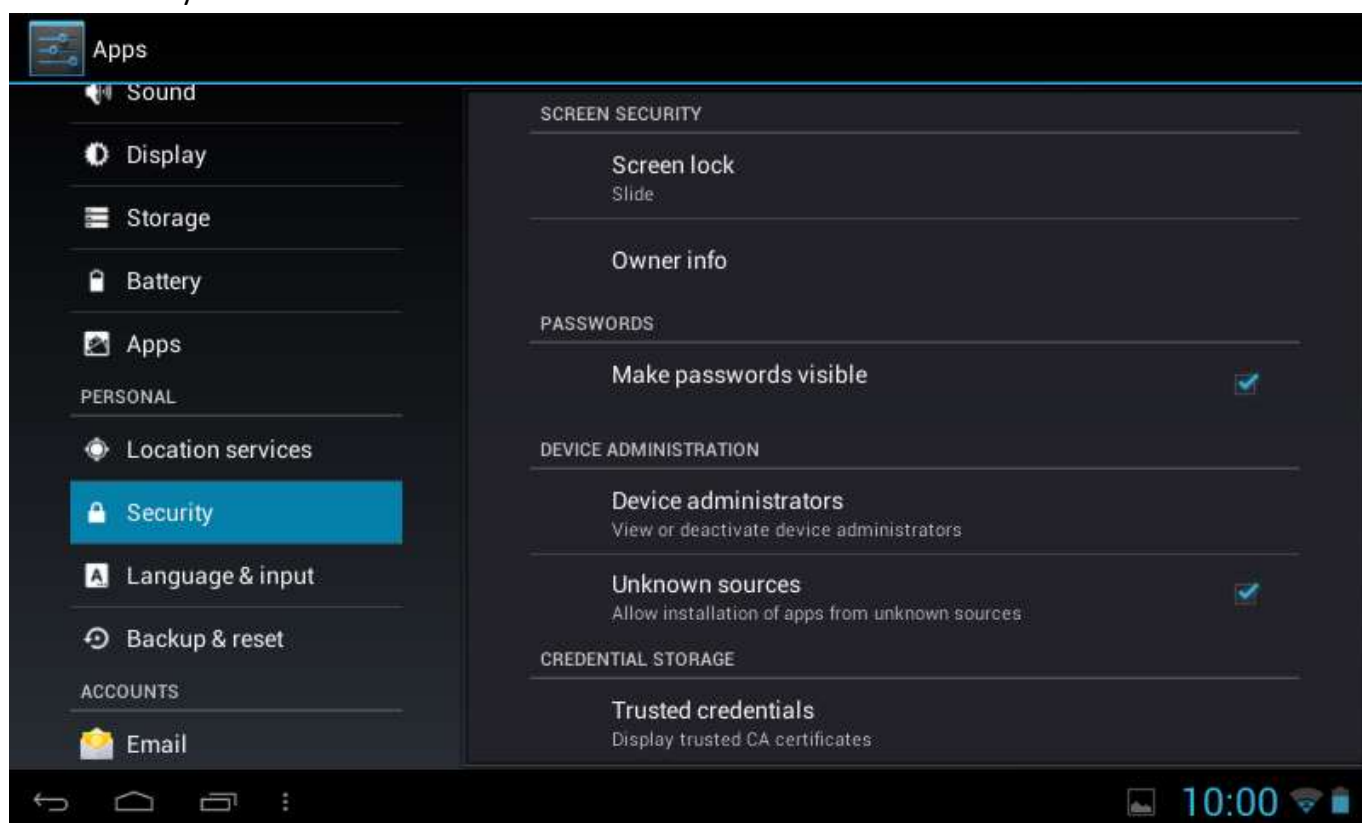 Apps
Sound
Display
Storage
Battery
Apps
PERSONAL
Location services
Security
Language & input
Backup & reset
ACCOUNTS
Email
SCREEN SECURITY
Screen lock
Slide
Owner info
PASSWORDS
Make passwords visible
DEVICE ADMINISTRATION
Device administrators
View or deactivate device administrators
Unknown sources
Allow installation of apps from unknown sources
CREDENTIAL STORAGE
Trusted credentials
Display trusted CA certificates
10:00